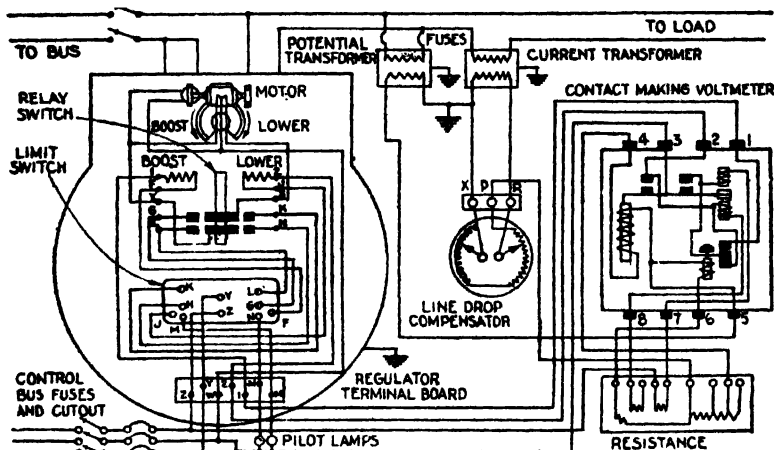 TO BUS
POTENTIAL
TRANSFORMER
FUSES
TO LOAD
CURRENT TRANSFORMER
CONTACT MAKING VOLTMETER
RELAY
SWITCH
MOTOR
BOOST
LOWER
LIMIT
SWITCH
BOOST
LOWER
4 3 2 1
X P R
K
Y
L
H
G
Z
N
J
M
F
LINE DROP
COMPENSATOR
8 7 6 5
REGULATOR
TERMINAL BOARD
CONTROL
BUS FUSES
AND CUTOUT
PILOT LAMPS
RESISTANCE